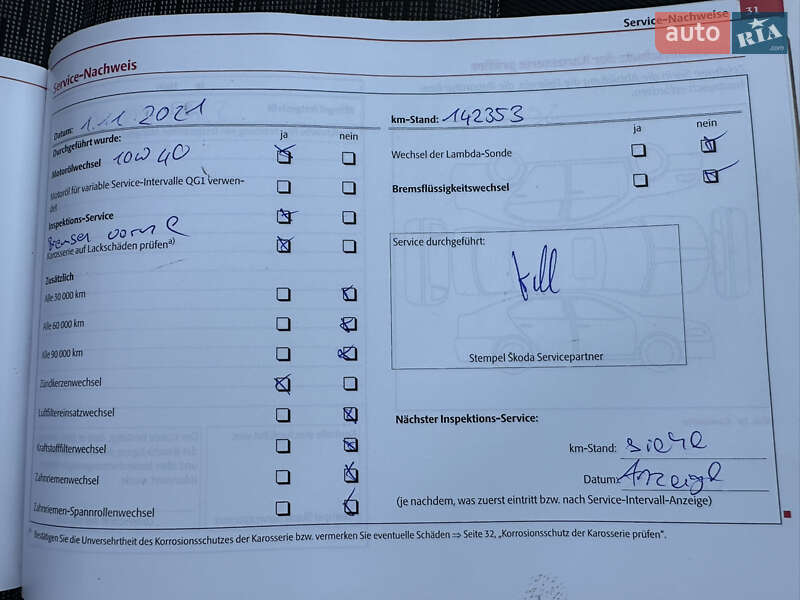 Service-Nachweise 31
auto RIA .com
Service-Nachweis
Datum: 1.11.2021
Durchgeführt wurde:
ja nein
Motorölwechsel 10W40
Motoröl für variable Service-Intervalle QG1 verwen-
det
Inspektions-Service
Bremsen vorne
Karosserie auf Lackschäden prüfen a)
Zusätzlich
Alle 30 000 km
Alle 60 000 km
Alle 90 000 km
Zündkerzenwechsel
Luftfiltereinsatzwechsel
Kraftstofffilterwechsel
Zahnriemenwechsel
Zahnriemen-Spannrollenwechsel
km-Stand: 142353
ja nein
Wechsel der Lambda-Sonde
Bremsflüssigkeitswechsel
Service durchgeführt:
Stempel Škoda Servicepartner
Nächster Inspektions-Service:
km-Stand: siehe
Datum: Anzeige
(je nachdem, was zuerst eintritt bzw. nach Service-Intervall-Anzeige)
Bestätigen Sie die Unversehrtheit des Korrosionsschutzes der Karosserie bzw. vermerken Sie eventuelle Schäden ⇒ Seite 32, „Korrosionsschutz der Karosserie prüfen“.